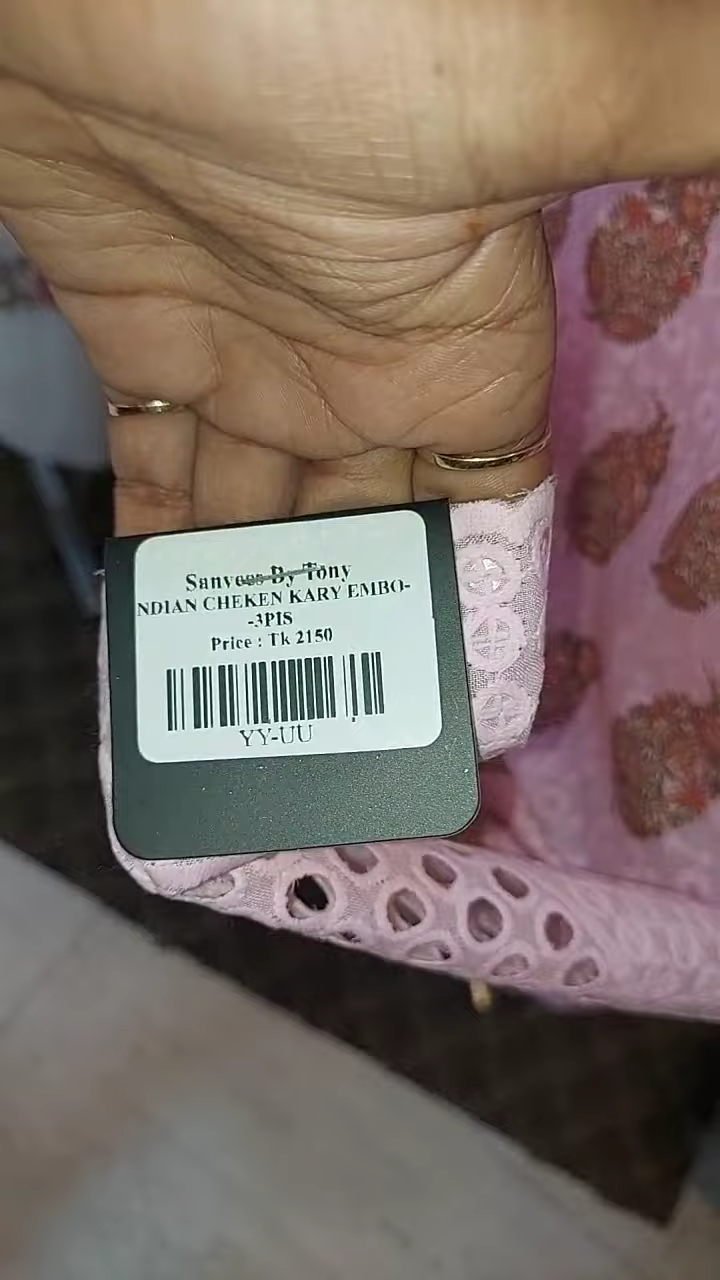 Sanvees By Tony
NDIAN CHEKEN KARY EMBO-
-3PIS
Price : Tk 2150
YY-UU